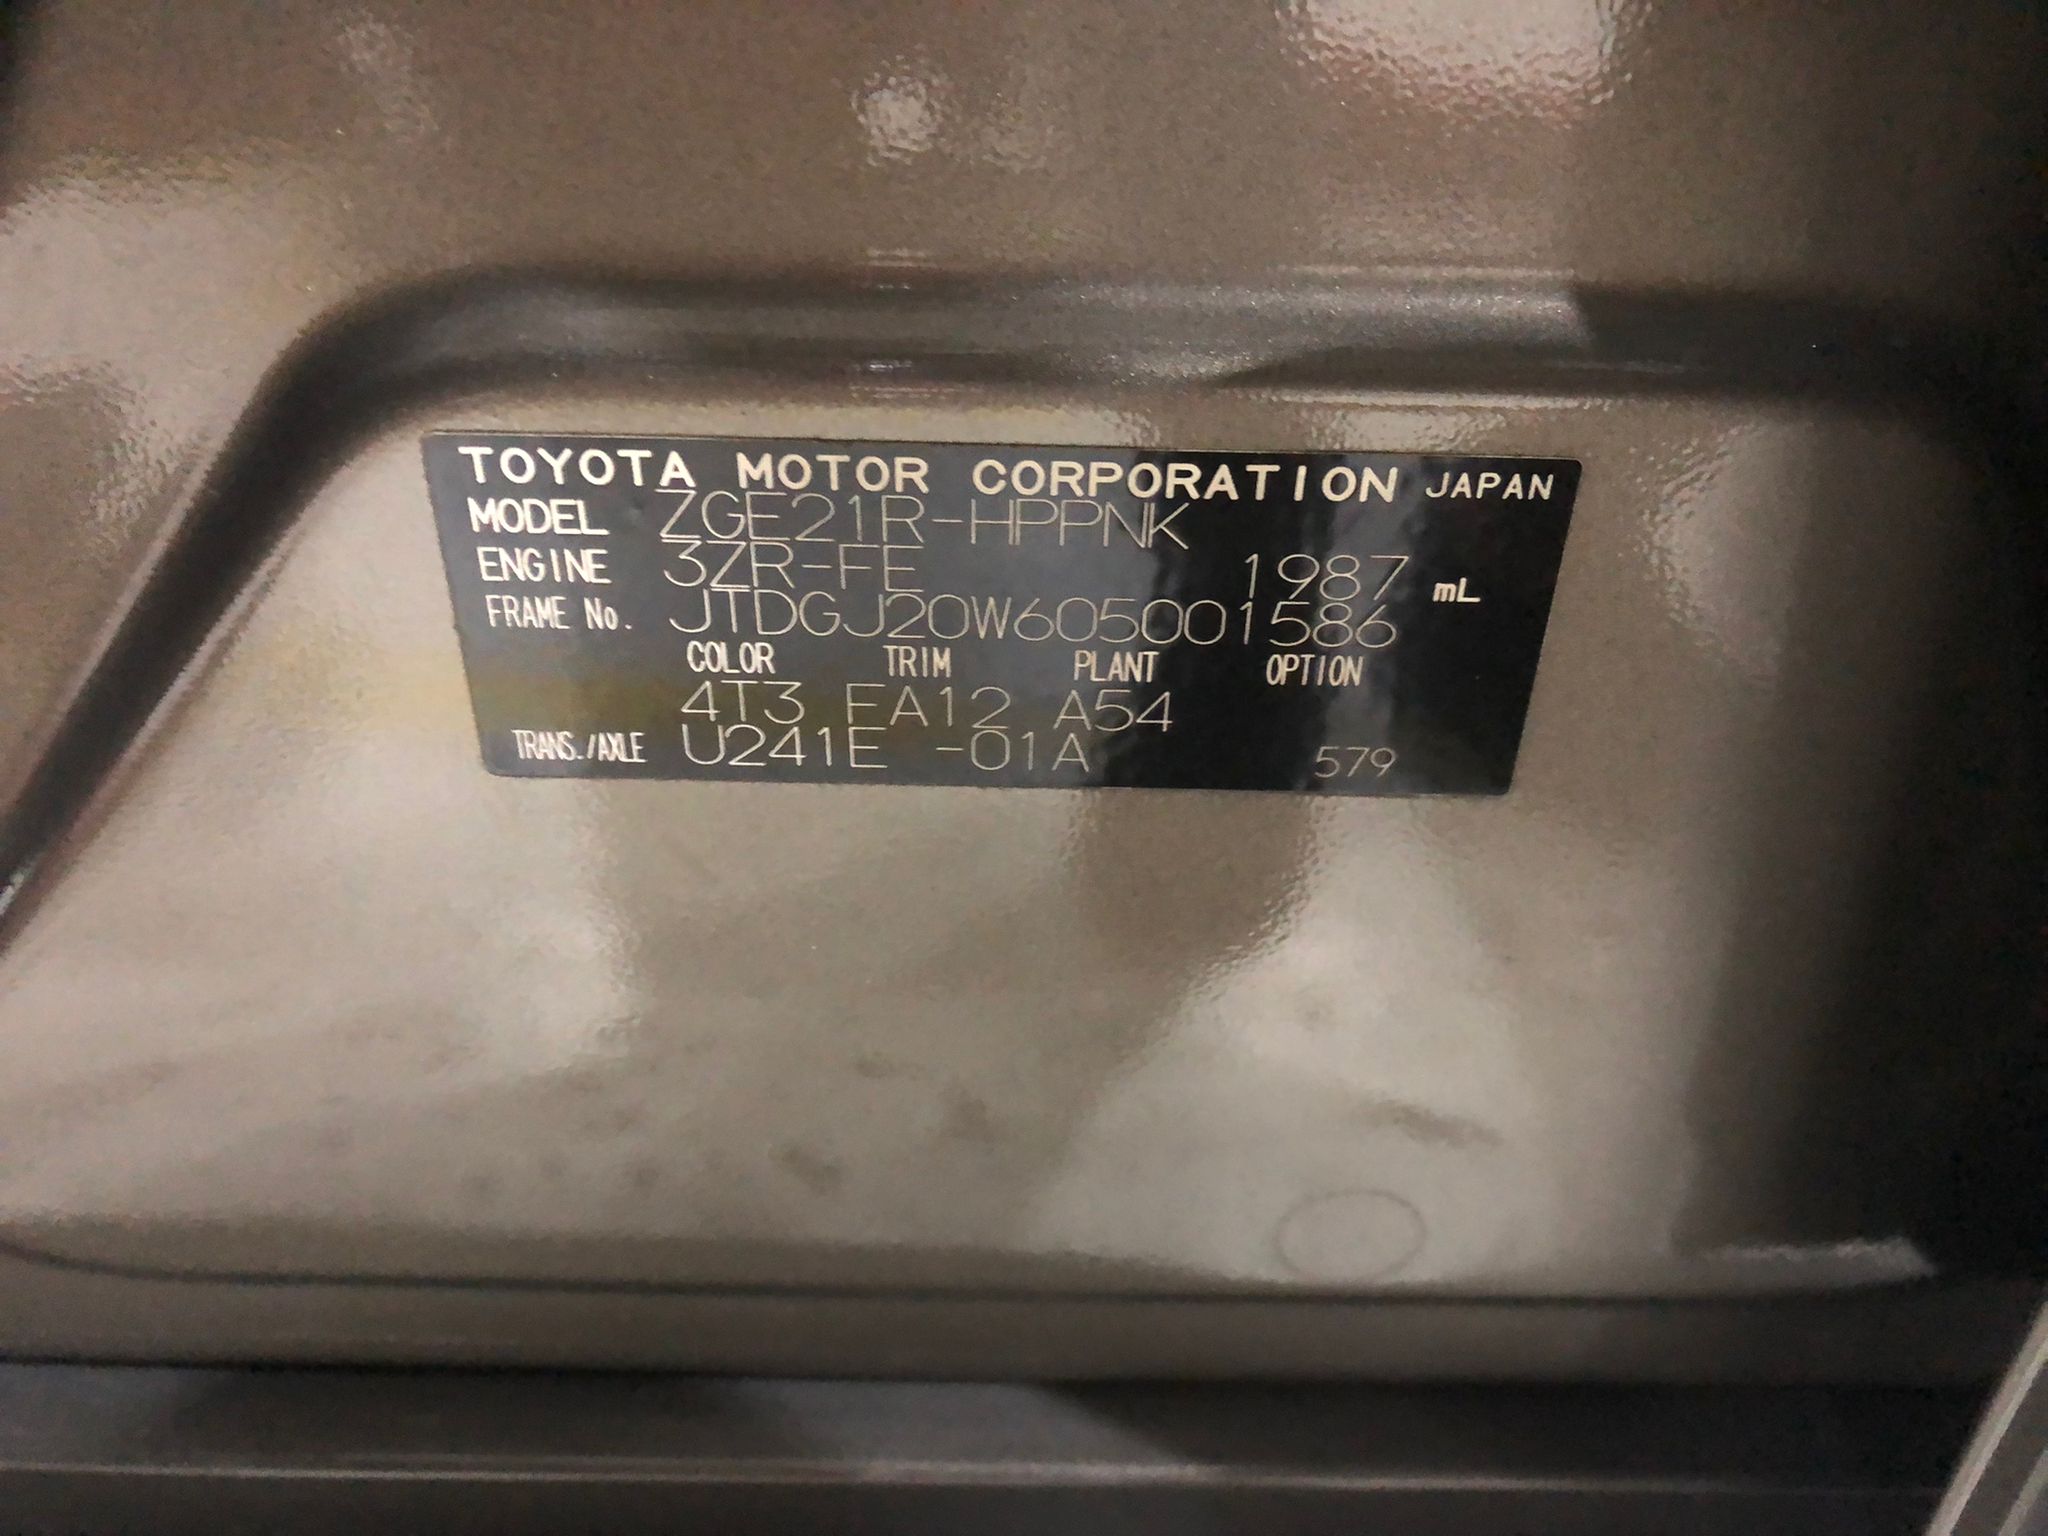 TOYOTA MOTOR CORPORATION JAPAN
MODEL ZGE21R-HPPNK
ENGINE 3ZR-FE 1987 mL
FRAME No. JTDGJ20W605001586
COLOR TRIM PLANT OPTION
4T3 EA12 A54
TRANS./AXLE U241E -01A 579